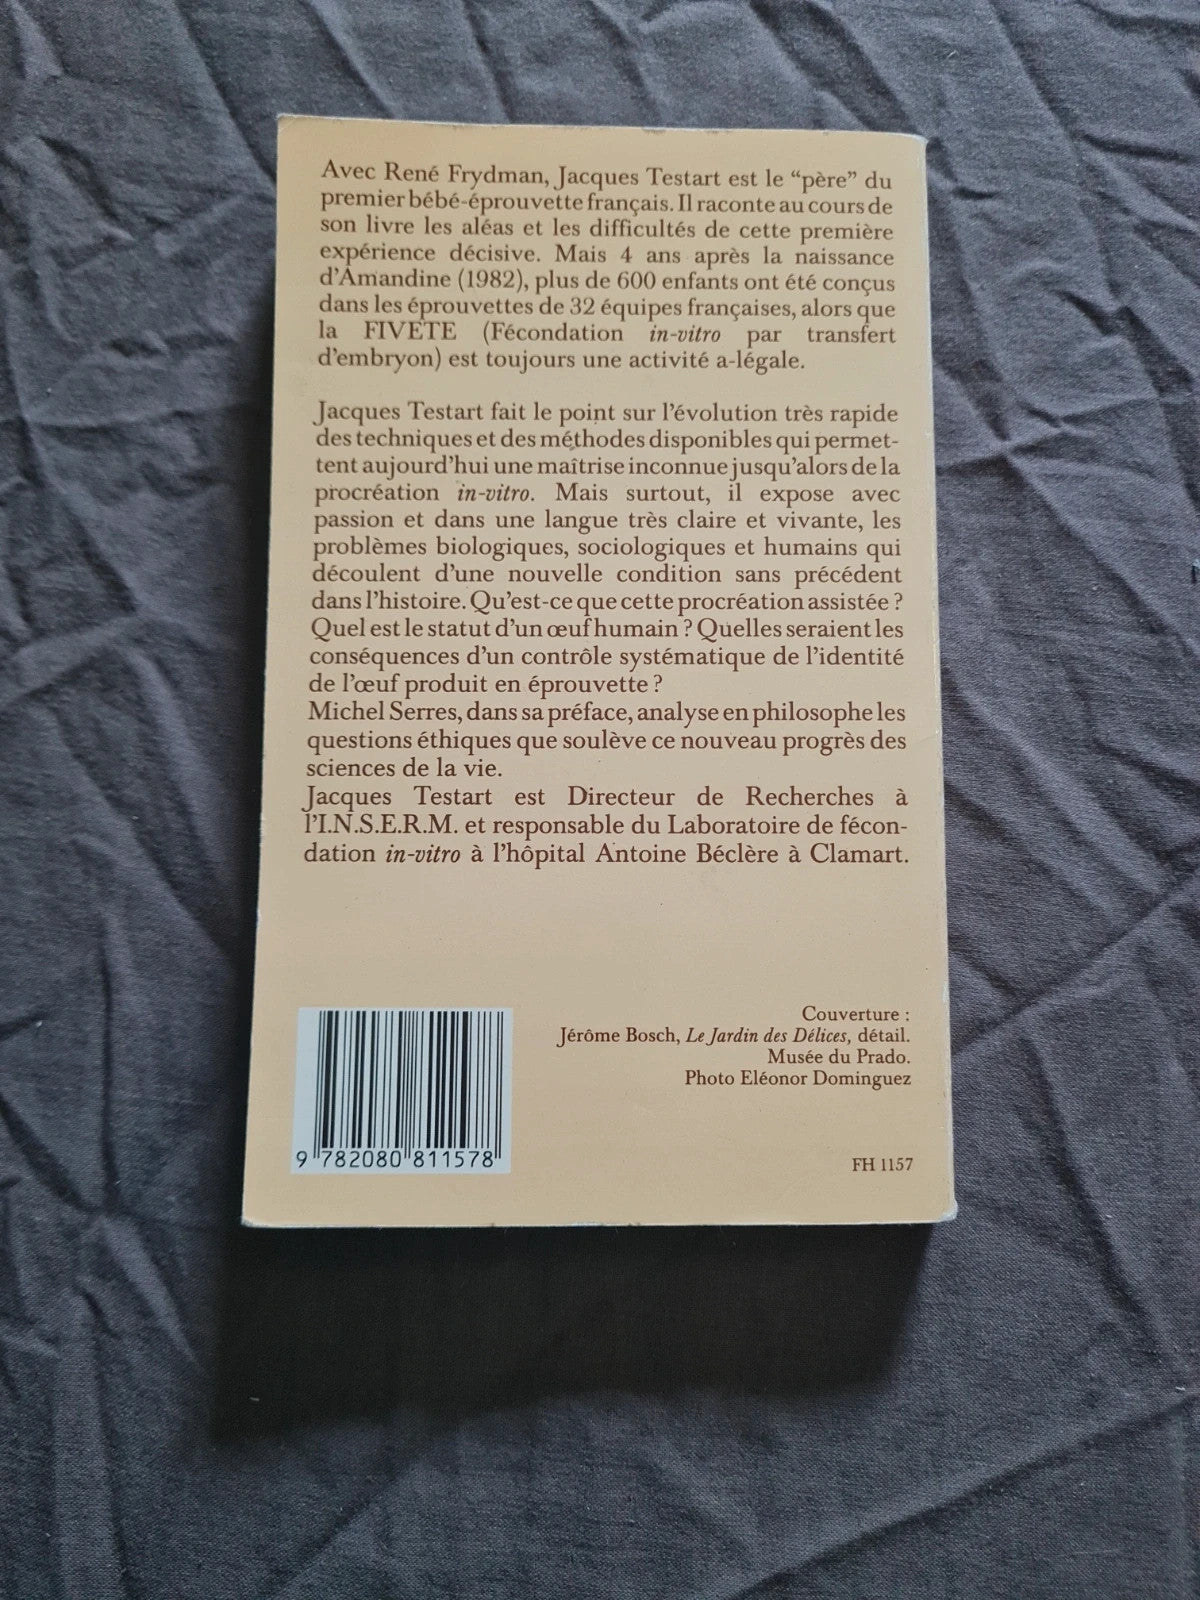 Avec René Frydman, Jacques Testart est le “père” du
premier bébé-éprouvette français. Il raconte au cours de
son livre les aléas et les difficultés de cette première
expérience décisive. Mais 4 ans après la naissance
d’Amandine (1982), plus de 600 enfants ont été conçus
dans les éprouvettes de 32 équipes françaises, alors que
la FIVETE (Fécondation in-vitro par transfert
d’embryon) est toujours une activité a-légale.
Jacques Testart fait le point sur l’évolution très rapide
des techniques et des méthodes disponibles qui permet-
tent aujourd’hui une maîtrise inconnue jusqu’alors de la
procréation in-vitro. Mais surtout, il expose avec
passion et dans une langue très claire et vivante, les
problèmes biologiques, sociologiques et humains qui
découlent d’une nouvelle condition sans précédent
dans l’histoire. Qu’est-ce que cette procréation assistée ?
Quel est le statut d’un œuf humain ? Quelles seraient les
conséquences d’un contrôle systématique de l’identité
de l’œuf produit en éprouvette ?
Michel Serres, dans sa préface, analyse en philosophe les
questions éthiques que soulève ce nouveau progrès des
sciences de la vie.
Jacques Testart est Directeur de Recherches à
l’I.N.S.E.R.M. et responsable du Laboratoire de fécon-
dation in-vitro à l’hôpital Antoine Béclère à Clamart.
Couverture :
Jérôme Bosch, Le Jardin des Délices, détail.
Musée du Prado.
Photo Eléonor Dominguez
9 782080 811578
FH 1157